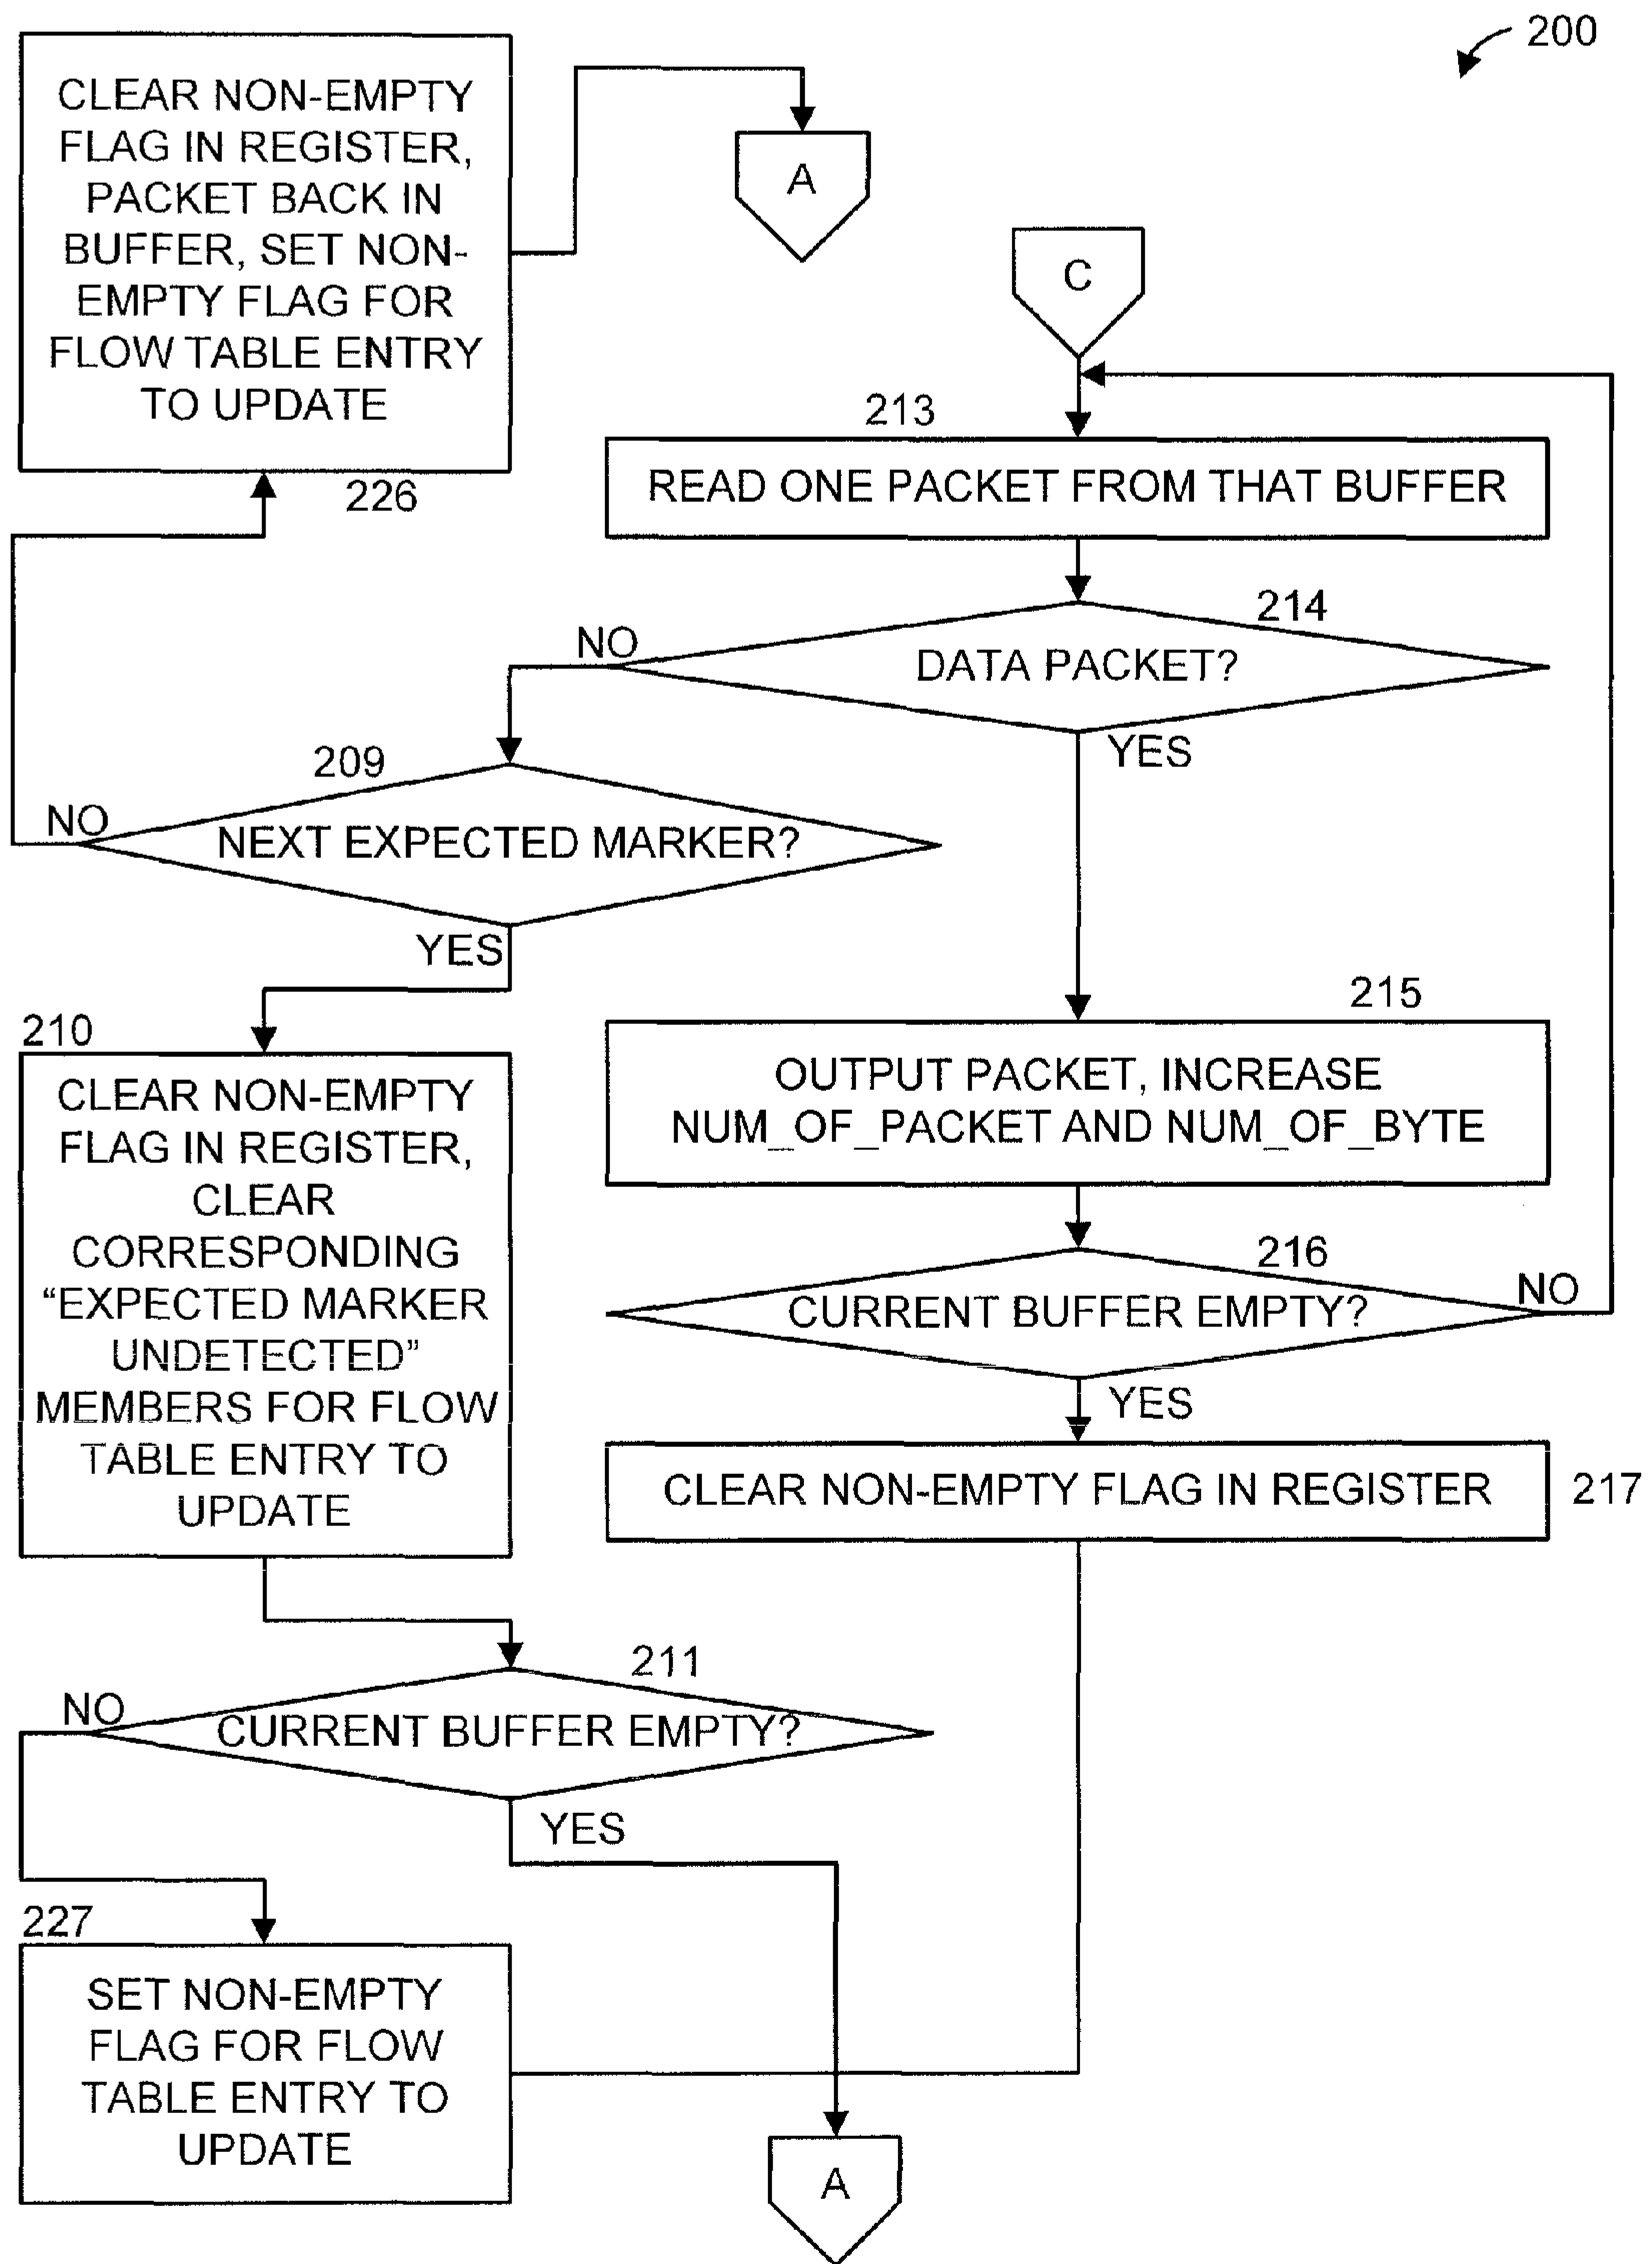 200
CLEAR NON-EMPTY
FLAG IN REGISTER,
PACKET BACK IN
BUFFER, SET NON-
EMPTY FLAG FOR
FLOW TABLE ENTRY
TO UPDATE
226
A
C
213
READ ONE PACKET FROM THAT BUFFER
214
DATA PACKET?
NO
YES
209
NEXT EXPECTED MARKER?
NO
YES
210
CLEAR NON-EMPTY
FLAG IN REGISTER,
CLEAR
CORRESPONDING
“EXPECTED MARKER
UNDETECTED”
MEMBERS FOR FLOW
TABLE ENTRY TO
UPDATE
215
OUTPUT PACKET, INCREASE
NUM_OF_PACKET AND NUM_OF_BYTE
216
CURRENT BUFFER EMPTY?
NO
YES
CLEAR NON-EMPTY FLAG IN REGISTER
217
211
CURRENT BUFFER EMPTY?
NO
YES
227
SET NON-EMPTY
FLAG FOR FLOW
TABLE ENTRY TO
UPDATE
A